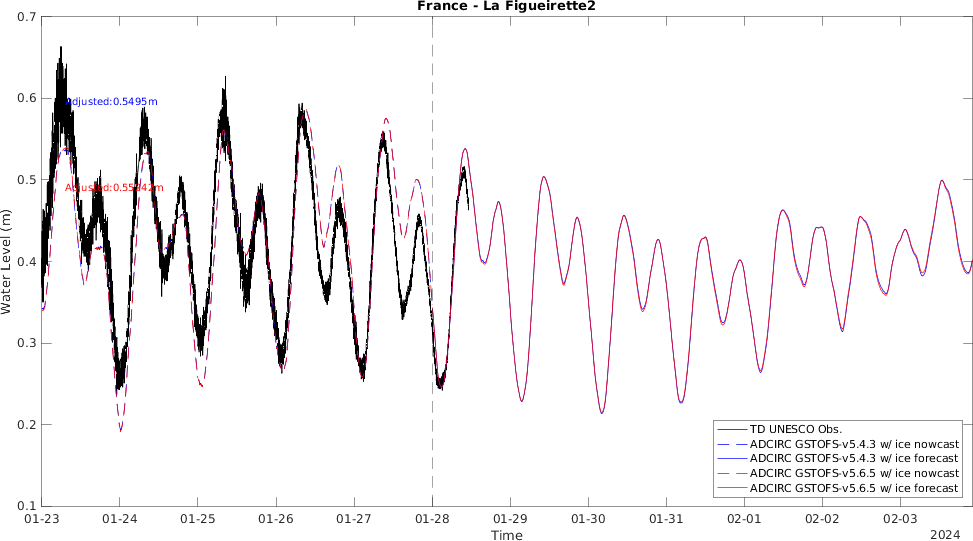 France - La Figueirette2
0.7
0.6
0.5
0.4
0.3
0.2
0.1
Water Level (m)
Adjusted:0.5495m
TD UNESCO Obs.
ADCIRC GSTOFS-v5.4.3 w/ ice nowcast
ADCIRC GSTOFS-v5.4.3 w/ ice forecast
ADCIRC GSTOFS-v5.6.5 w/ ice nowcast
ADCIRC GSTOFS-v5.6.5 w/ ice forecast
01-23 01-24 01-25 01-26 01-27 01-28 01-29 01-30 01-31 02-01 02-02 02-03
Time
2024